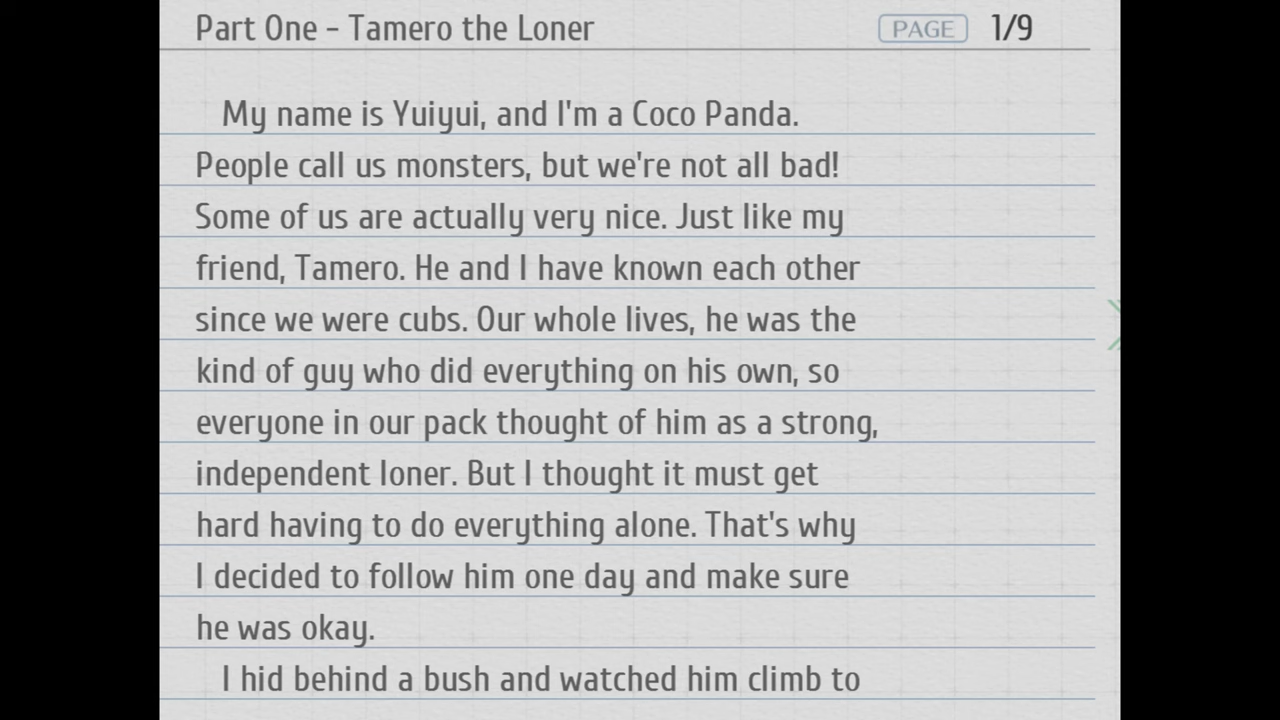 Part One - Tamero the Loner
PAGE 1/9
My name is Yuiyui, and I'm a Coco Panda.
People call us monsters, but we're not all bad!
Some of us are actually very nice. Just like my
friend, Tamero. He and I have known each other
since we were cubs. Our whole lives, he was the
kind of guy who did everything on his own, so
everyone in our pack thought of him as a strong,
independent loner. But I thought it must get
hard having to do everything alone. That's why
I decided to follow him one day and make sure
he was okay.
I hid behind a bush and watched him climb to